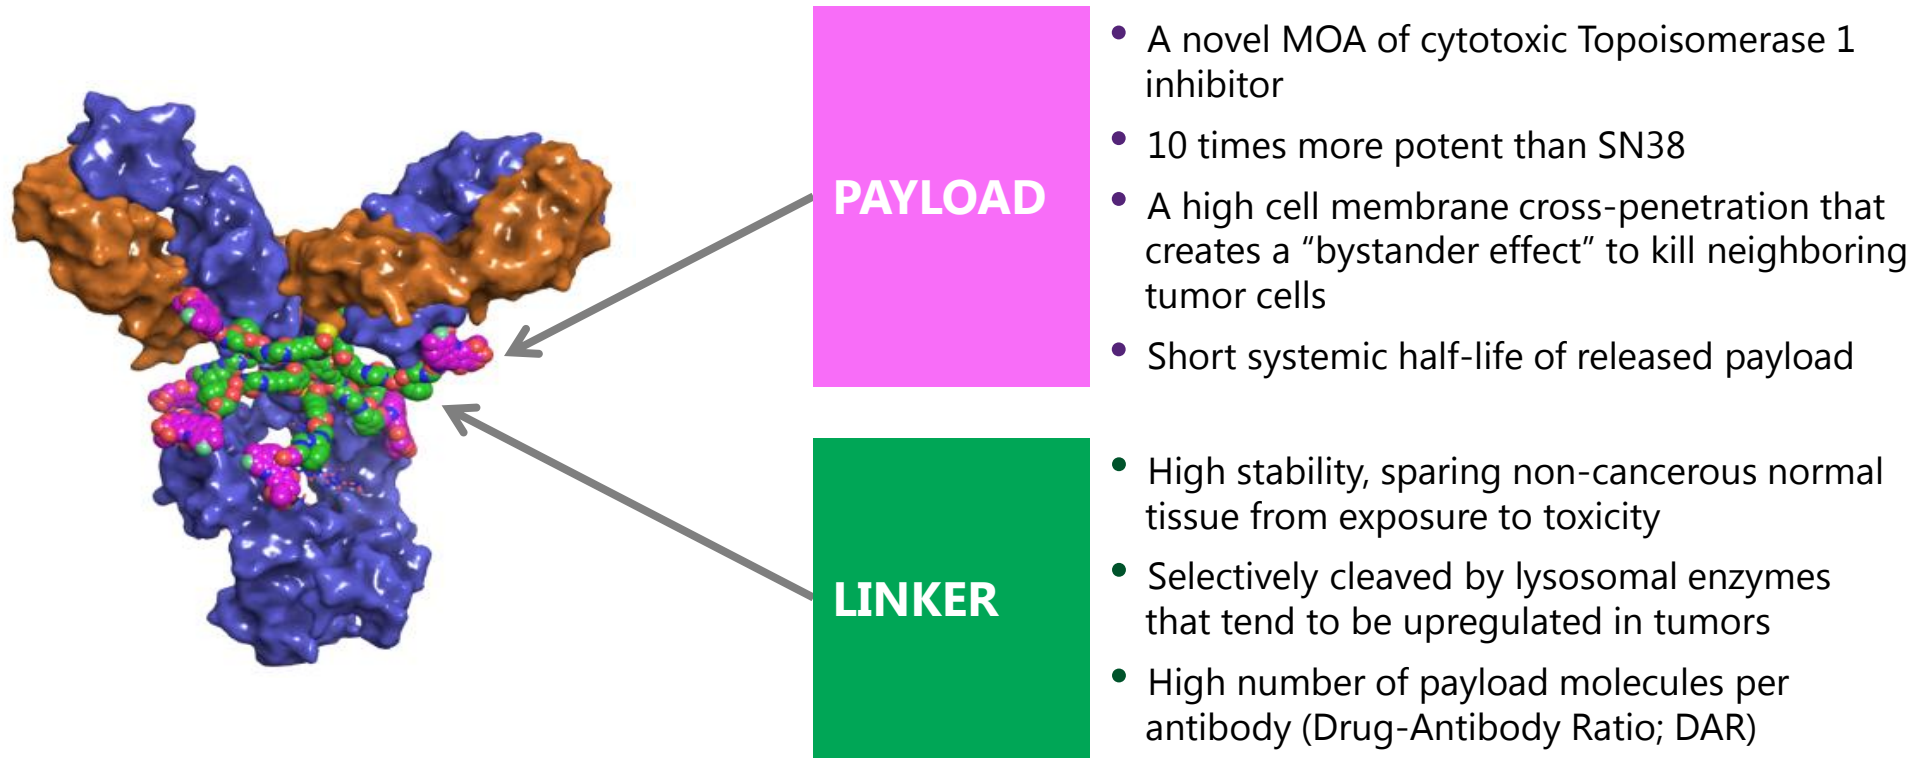 PAYLOAD
• A novel MOA of cytotoxic Topoisomerase 1
inhibitor
• 10 times more potent than SN38
• A high cell membrane cross-penetration that
creates a “bystander effect” to kill neighboring
tumor cells
• Short systemic half-life of released payload
LINKER
• High stability, sparing non-cancerous normal
tissue from exposure to toxicity
• Selectively cleaved by lysosomal enzymes
that tend to be upregulated in tumors
• High number of payload molecules per
antibody (Drug-Antibody Ratio; DAR)